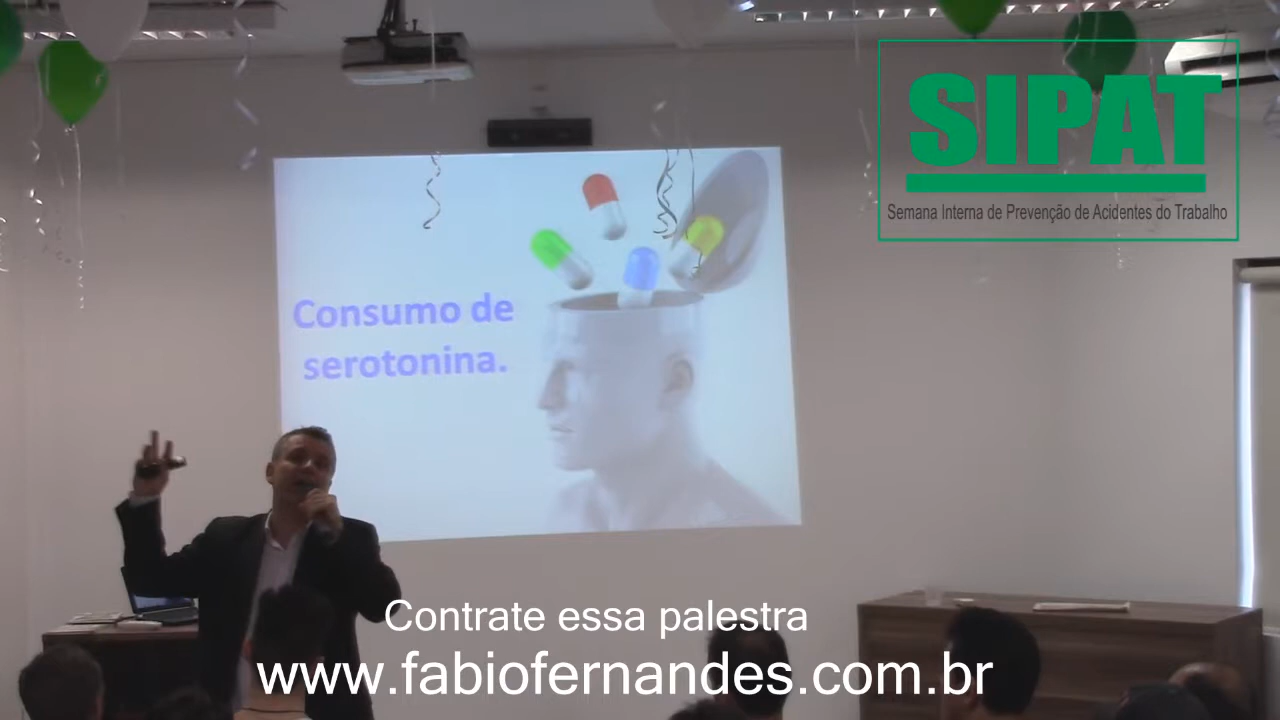 SIPAT
Semana Interna de Prevenção de Acidentes do Trabalho
Consumo de
serotonina.
Contrate essa palestra
www.fabiofernandes.com.br